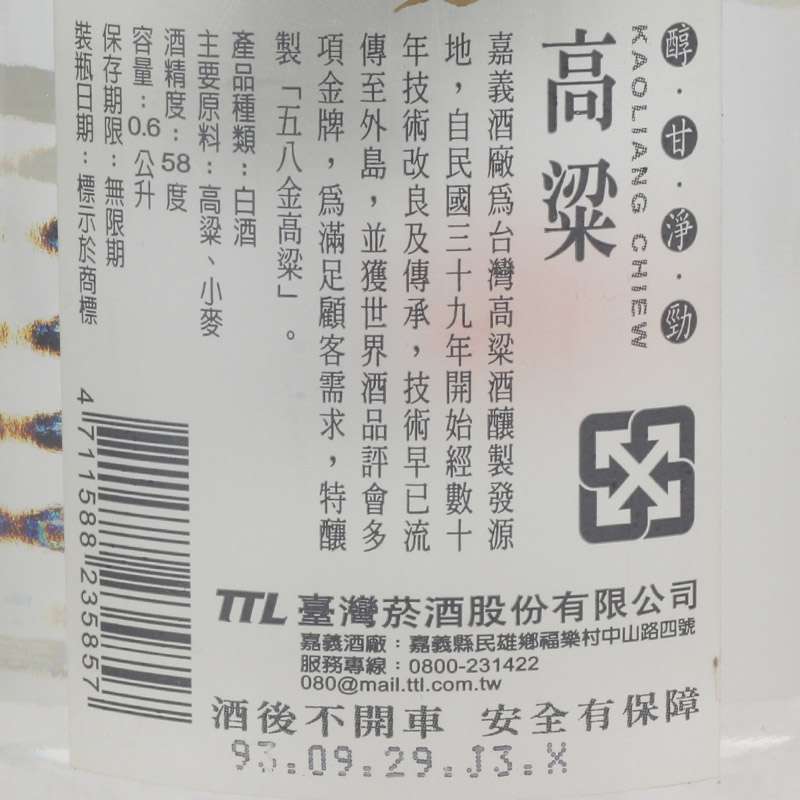 醇·甘·淨·勁
KAOLIANG CHIEW
高粱
嘉義酒廠為台灣高粱酒釀製發源
地，自民國三十九年開始經數十
年技術改良及傳承，技術早已流
傳至外島，並獲世界酒品評會多
項金牌，為滿足顧客需求，特釀
製「五八金高粱」。
產品種類：白酒
主要原料：高粱、小麥
酒精度：58度
容量：0.6公升
保存期限：無限期
裝瓶日期：標示於商標
4 711588 235857
TTL 臺灣菸酒股份有限公司
嘉義酒廠：嘉義縣民雄鄉福樂村中山路四號
服務專線：0800-231422
080@mail.ttl.com.tw
酒後不開車 安全有保障
93.09.29.J3.X